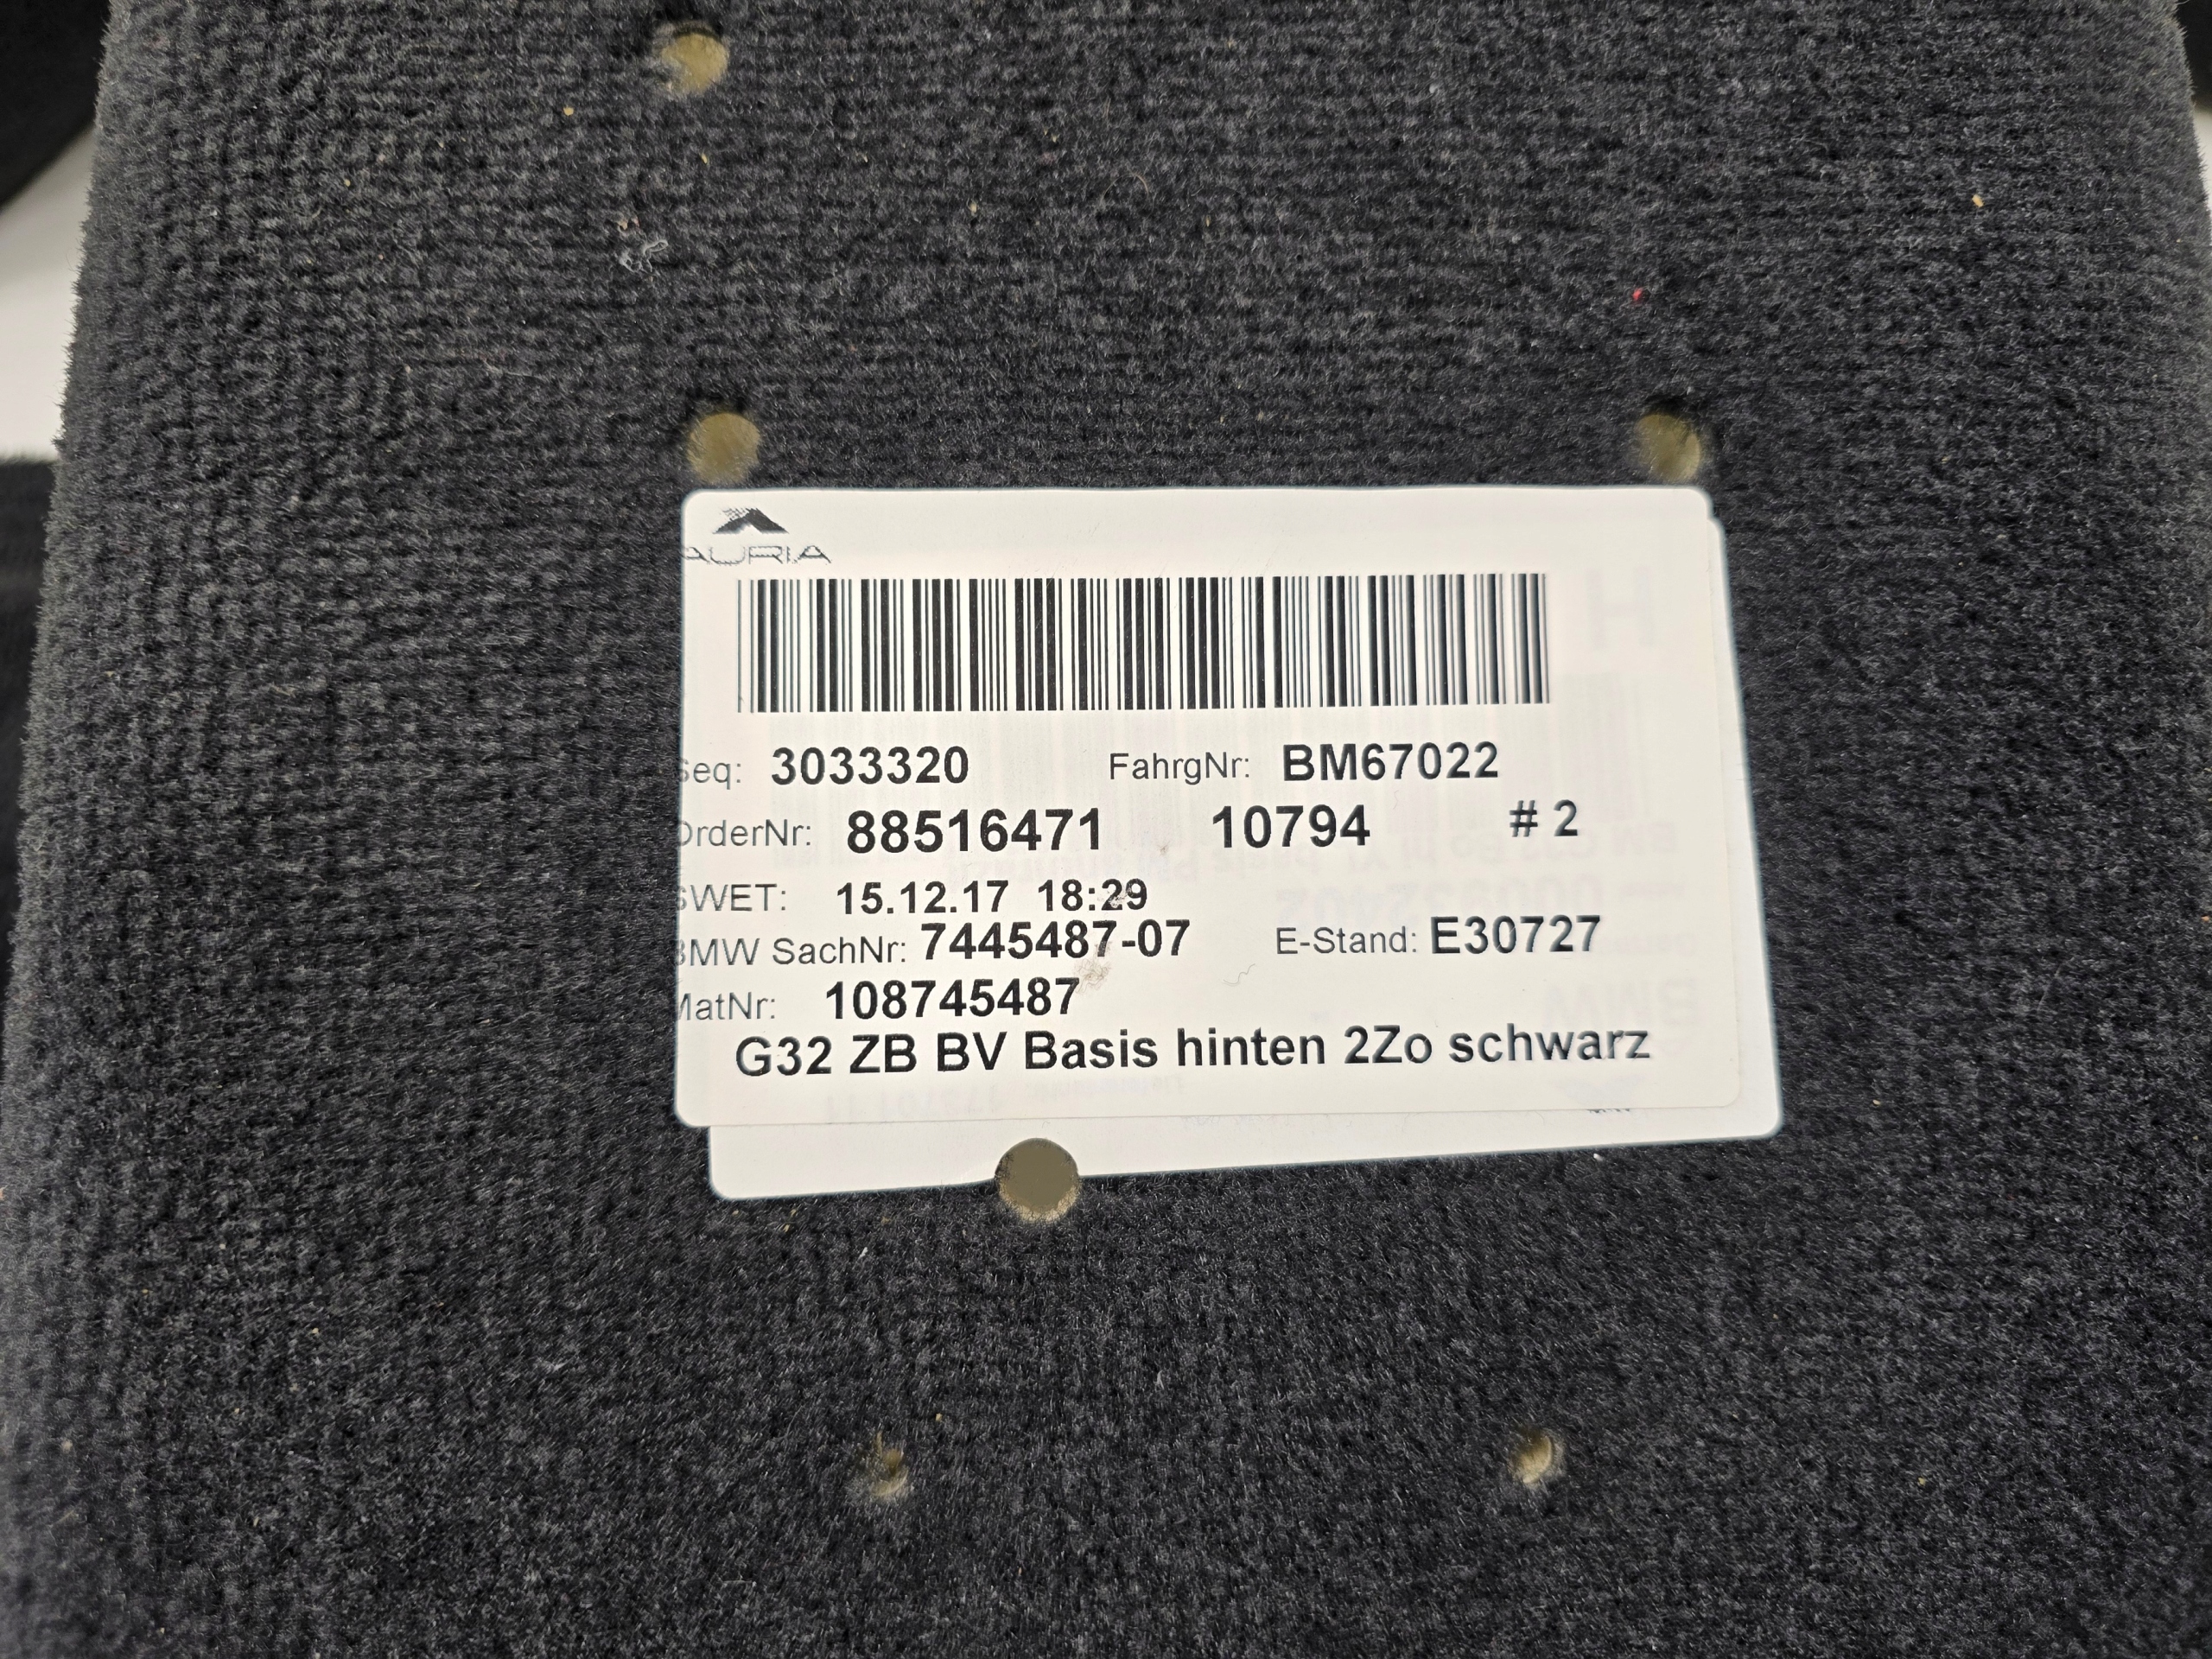 AURIA
Seq: 3033320 FahrgNr: BM67022
OrderNr: 88516471 10794 # 2
SWET: 15.12.17 18:29
BMW SachNr: 7445487-07 E-Stand: E30727
MatNr: 108745487
G32 ZB BV Basis hinten 2Zo schwarz